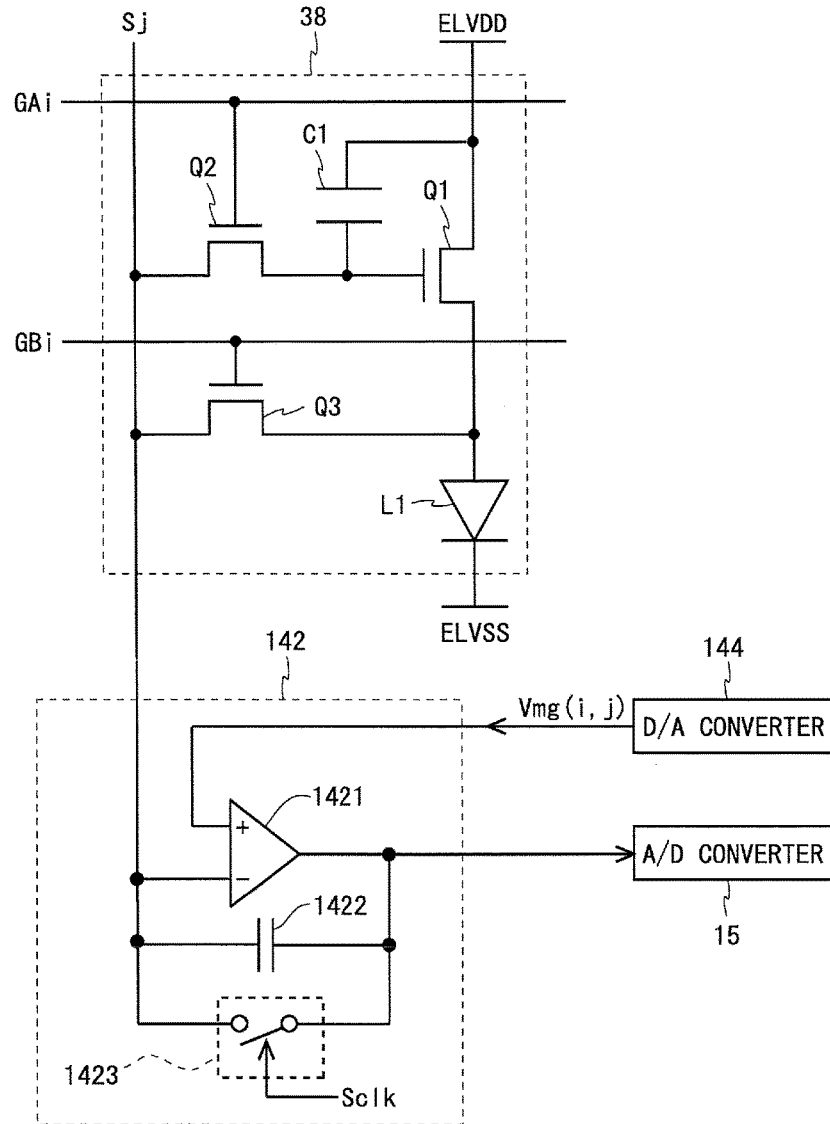 Sj
38
ELVDD
GAi
C1
Q2
Q1
GBi
Q3
L1
ELVSS
142
144
Vmg(i, j)
D/A CONVERTER
1421
+
−
A/D CONVERTER
1422
15
1423
Sclk